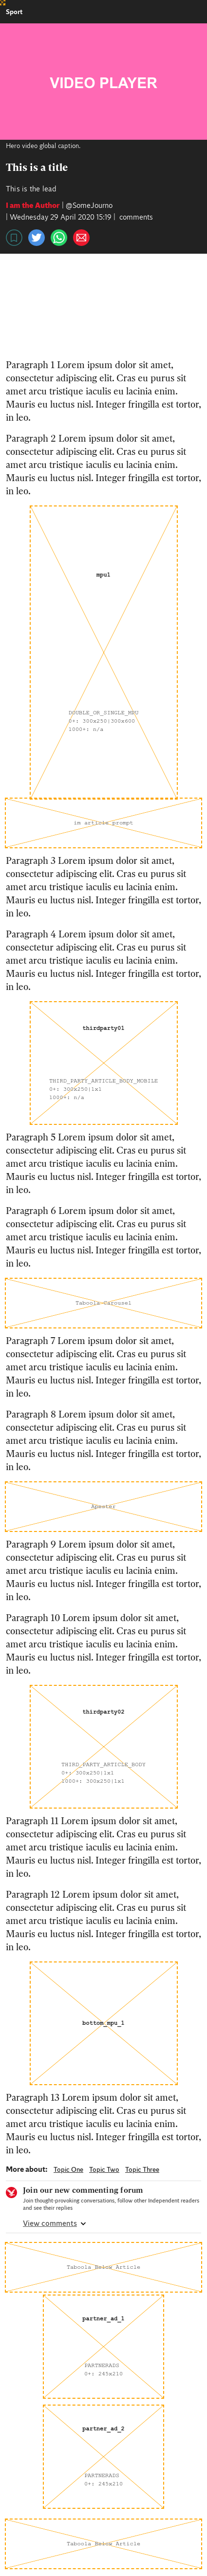 Sport
VIDEO PLAYER
Hero video global caption.
This is a title
This is the lead
I am the Author | @SomeJourno
| Wednesday 29 April 2020 15:19 | comments
Paragraph 1 Lorem ipsum dolor sit amet,
consectetur adipiscing elit. Cras eu purus sit
amet arcu tristique iaculis eu lacinia enim.
Mauris eu luctus nisl. Integer fringilla est tortor,
in leo.
Paragraph 2 Lorem ipsum dolor sit amet,
consectetur adipiscing elit. Cras eu purus sit
amet arcu tristique iaculis eu lacinia enim.
Mauris eu luctus nisl. Integer fringilla est tortor,
in leo.
mpu1
DOUBLE_OR_SINGLE_MPU
0+: 300x250|300x600
1000+: n/a
im article prompt
Paragraph 3 Lorem ipsum dolor sit amet,
consectetur adipiscing elit. Cras eu purus sit
amet arcu tristique iaculis eu lacinia enim.
Mauris eu luctus nisl. Integer fringilla est tortor,
in leo.
Paragraph 4 Lorem ipsum dolor sit amet,
consectetur adipiscing elit. Cras eu purus sit
amet arcu tristique iaculis eu lacinia enim.
Mauris eu luctus nisl. Integer fringilla est tortor,
in leo.
thirdparty01
THIRD_PARTY_ARTICLE_BODY_MOBILE
0+: 300x250|1x1
1000+: n/a
Paragraph 5 Lorem ipsum dolor sit amet,
consectetur adipiscing elit. Cras eu purus sit
amet arcu tristique iaculis eu lacinia enim.
Mauris eu luctus nisl. Integer fringilla est tortor,
in leo.
Paragraph 6 Lorem ipsum dolor sit amet,
consectetur adipiscing elit. Cras eu purus sit
amet arcu tristique iaculis eu lacinia enim.
Mauris eu luctus nisl. Integer fringilla est tortor,
in leo.
Taboola Carousel
Paragraph 7 Lorem ipsum dolor sit amet,
consectetur adipiscing elit. Cras eu purus sit
amet arcu tristique iaculis eu lacinia enim.
Mauris eu luctus nisl. Integer fringilla est tortor,
in leo.
Paragraph 8 Lorem ipsum dolor sit amet,
consectetur adipiscing elit. Cras eu purus sit
amet arcu tristique iaculis eu lacinia enim.
Mauris eu luctus nisl. Integer fringilla est tortor,
in leo.
Apester
Paragraph 9 Lorem ipsum dolor sit amet,
consectetur adipiscing elit. Cras eu purus sit
amet arcu tristique iaculis eu lacinia enim.
Mauris eu luctus nisl. Integer fringilla est tortor,
in leo.
Paragraph 10 Lorem ipsum dolor sit amet,
consectetur adipiscing elit. Cras eu purus sit
amet arcu tristique iaculis eu lacinia enim.
Mauris eu luctus nisl. Integer fringilla est tortor,
in leo.
thirdparty02
THIRD_PARTY_ARTICLE_BODY
0+: 300x250|1x1
1000+: 300x250|1x1
Paragraph 11 Lorem ipsum dolor sit amet,
consectetur adipiscing elit. Cras eu purus sit
amet arcu tristique iaculis eu lacinia enim.
Mauris eu luctus nisl. Integer fringilla est tortor,
in leo.
Paragraph 12 Lorem ipsum dolor sit amet,
consectetur adipiscing elit. Cras eu purus sit
amet arcu tristique iaculis eu lacinia enim.
Mauris eu luctus nisl. Integer fringilla est tortor,
in leo.
bottom_mpu_1
Paragraph 13 Lorem ipsum dolor sit amet,
consectetur adipiscing elit. Cras eu purus sit
amet arcu tristique iaculis eu lacinia enim.
Mauris eu luctus nisl. Integer fringilla est tortor,
in leo.
More about: Topic One Topic Two Topic Three
Join our new commenting forum
Join thought-provoking conversations, follow other Independent readers
and see their replies
View comments
Taboola Below Article
partner_ad_1
PARTNERADS
0+: 245x210
partner_ad_2
PARTNERADS
0+: 245x210
Taboola Below Article